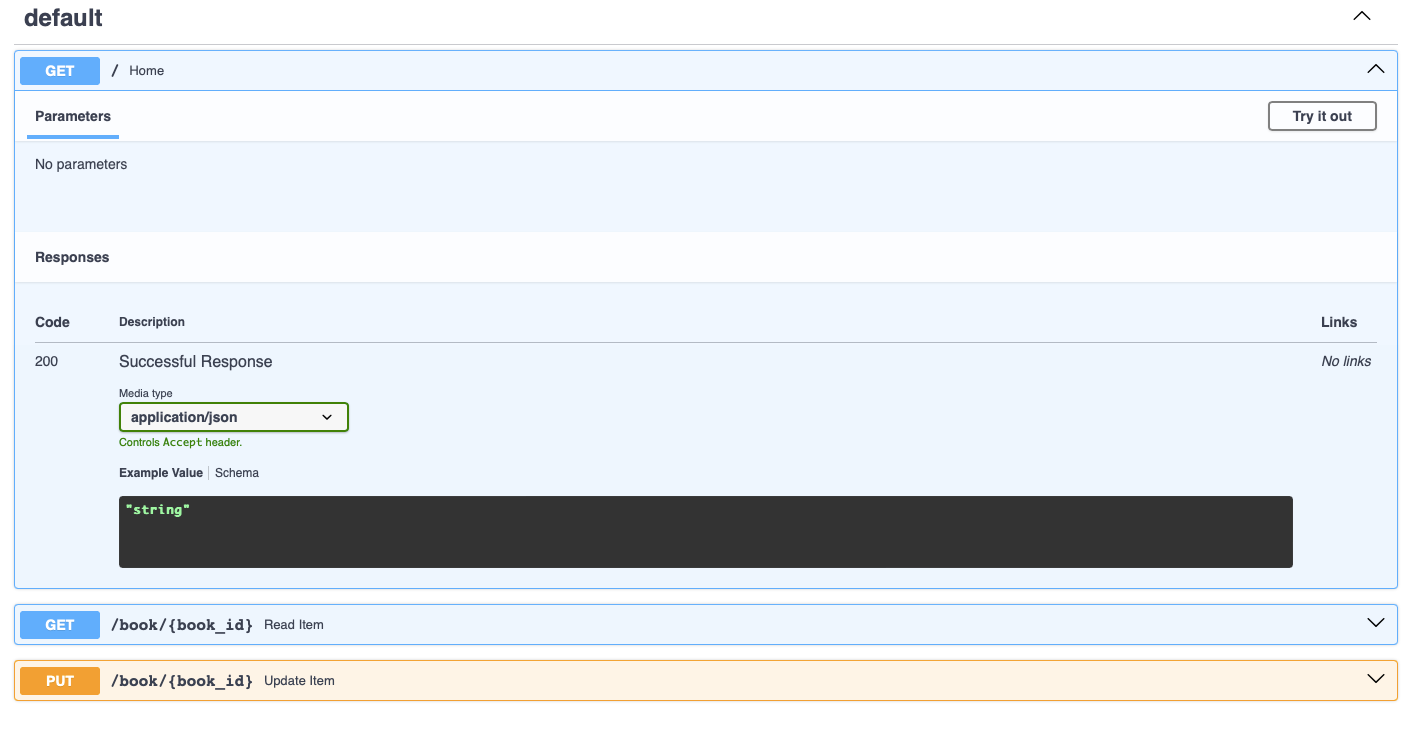 default
GET / Home
Parameters Try it out
No parameters
Responses
Code Description Links
200 Successful Response No links
Media type
application/json
Controls Accept header.
Example Value Schema
"string"
GET /book/{book_id} Read Item
PUT /book/{book_id} Update Item